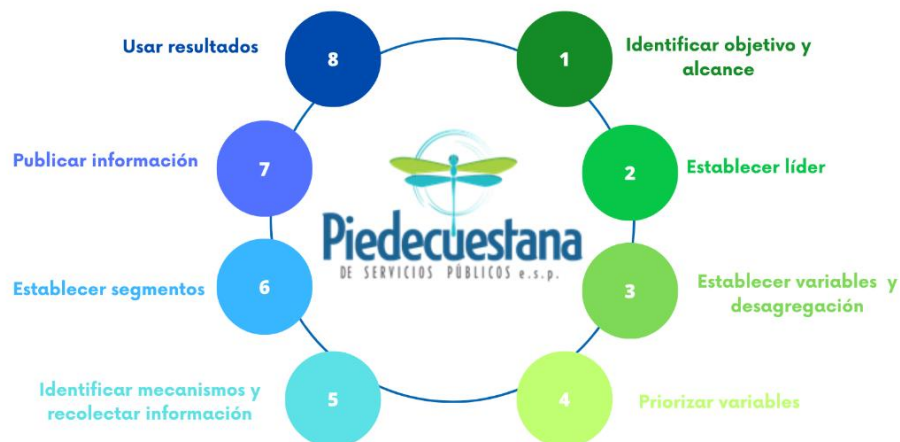 1
Identificar objetivo y
alcance
2
Establecer líder
3
Establecer variables y
desagregación
4
Priorizar variables
5
Identificar mecanismos y
recolectar información
6
Establecer segmentos
7
Publicar información
8
Usar resultados
Piedecuestana
DE SERVICIOS PÚBLICOS e.s.p.